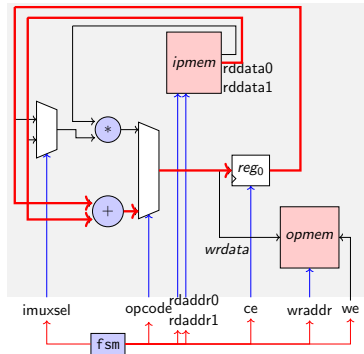 ipmem
rddata0
rddata1
*
reg0
+
opmem
wrdata
rdaddr0
imuxsel
opcode
ce
wraddr
we
rdaddr1
fsm